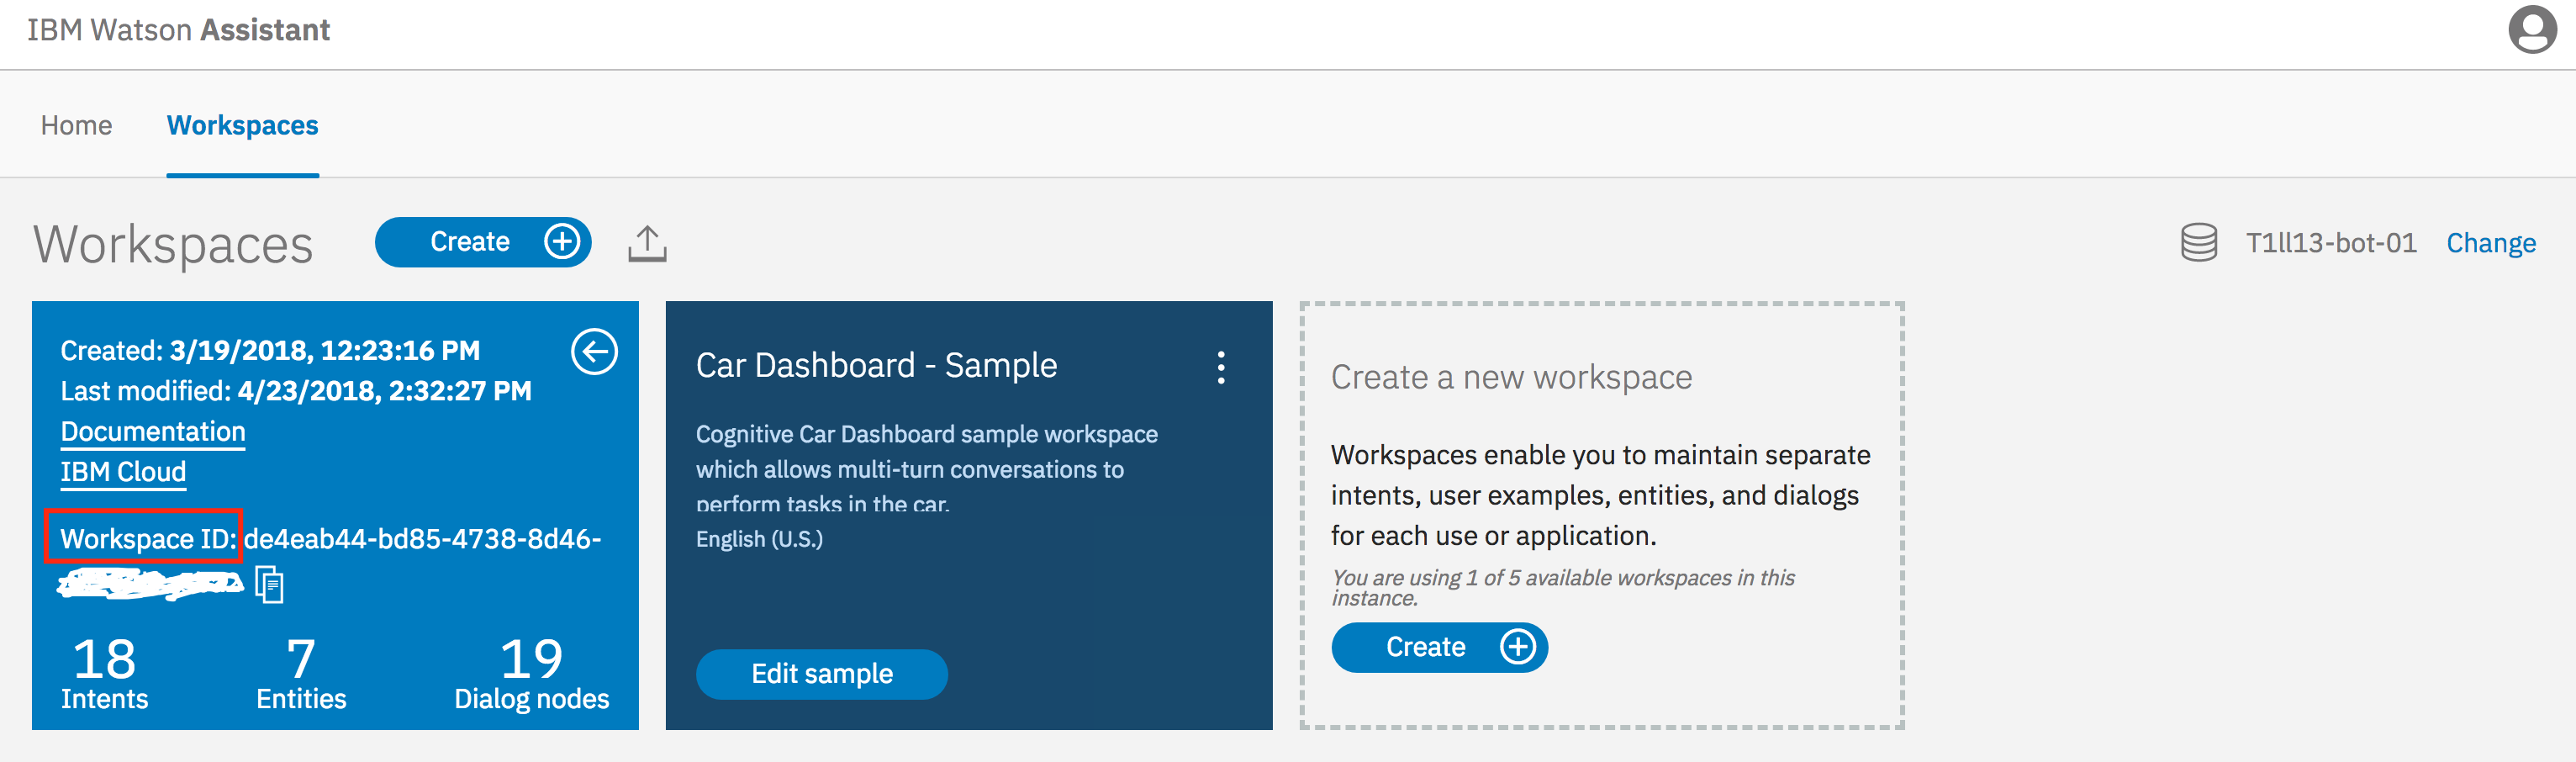 IBM Watson Assistant
Home Workspaces
Workspaces Create T1ll13-bot-01 Change
Created: 3/19/2018, 12:23:16 PM
Last modified: 4/23/2018, 2:32:27 PM
Documentation
IBM Cloud
Workspace ID: de4eab44-bd85-4738-8d46-
18 7 19
Intents Entities Dialog nodes
Car Dashboard - Sample
Cognitive Car Dashboard sample workspace
which allows multi-turn conversations to
perform tasks in the car.
English (U.S.)
Edit sample
Create a new workspace
Workspaces enable you to maintain separate
intents, user examples, entities, and dialogs
for each use or application.
You are using 1 of 5 available workspaces in this
instance.
Create